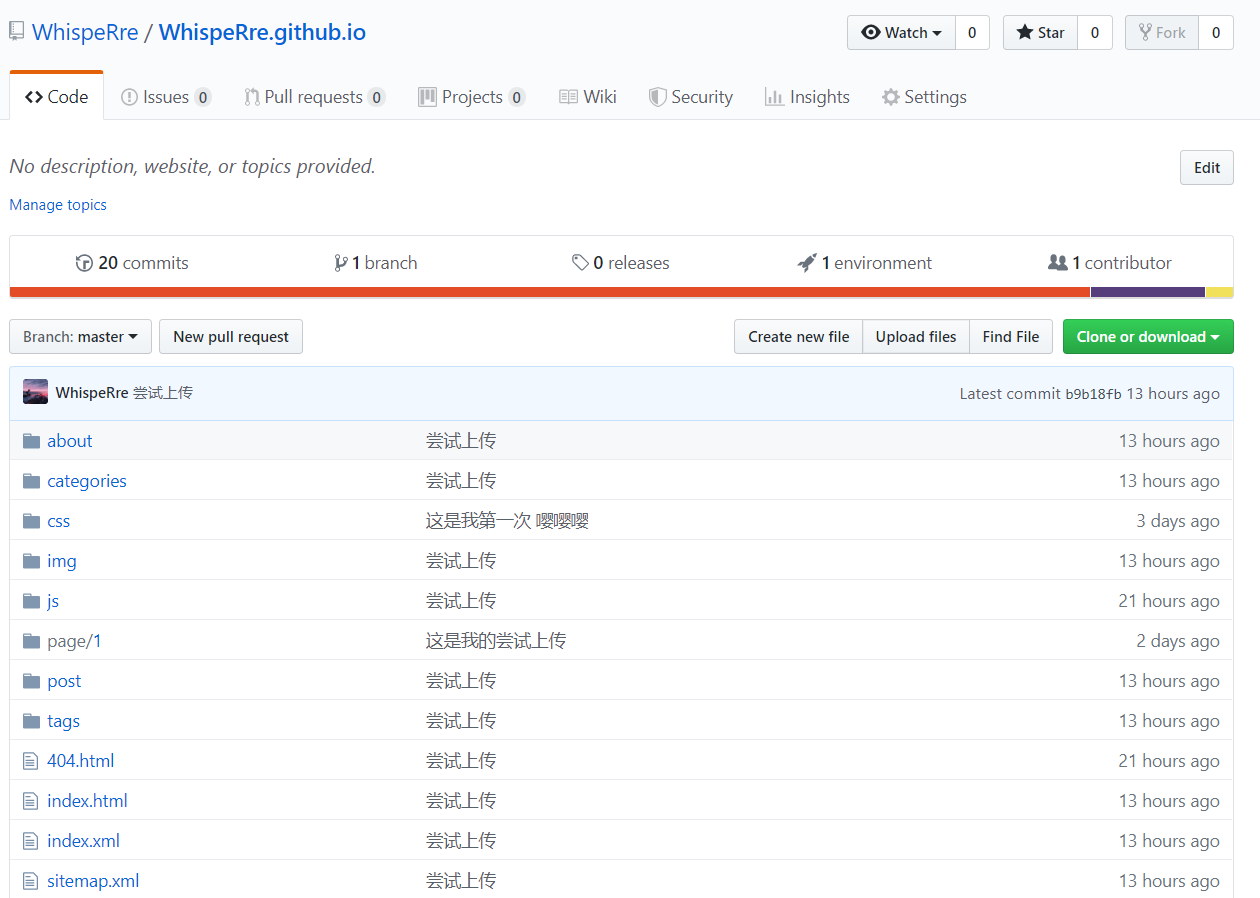 WhispeRre / WhispeRre.github.io Watch 0 Star 0 Fork 0
Code Issues 0 Pull requests 0 Projects 0 Wiki Security Insights Settings
No description, website, or topics provided. Edit
Manage topics
20 commits 1 branch 0 releases 1 environment 1 contributor
Branch: master New pull request Create new file Upload files Find File Clone or download
WhispeRre 尝试上传 Latest commit b9b18fb 13 hours ago
about 尝试上传 13 hours ago
categories 尝试上传 13 hours ago
css 这是我第一次 嘤嘤嘤 3 days ago
img 尝试上传 13 hours ago
js 尝试上传 21 hours ago
page/1 这是我的尝试上传 2 days ago
post 尝试上传 13 hours ago
tags 尝试上传 13 hours ago
404.html 尝试上传 21 hours ago
index.html 尝试上传 13 hours ago
index.xml 尝试上传 13 hours ago
sitemap.xml 尝试上传 13 hours ago